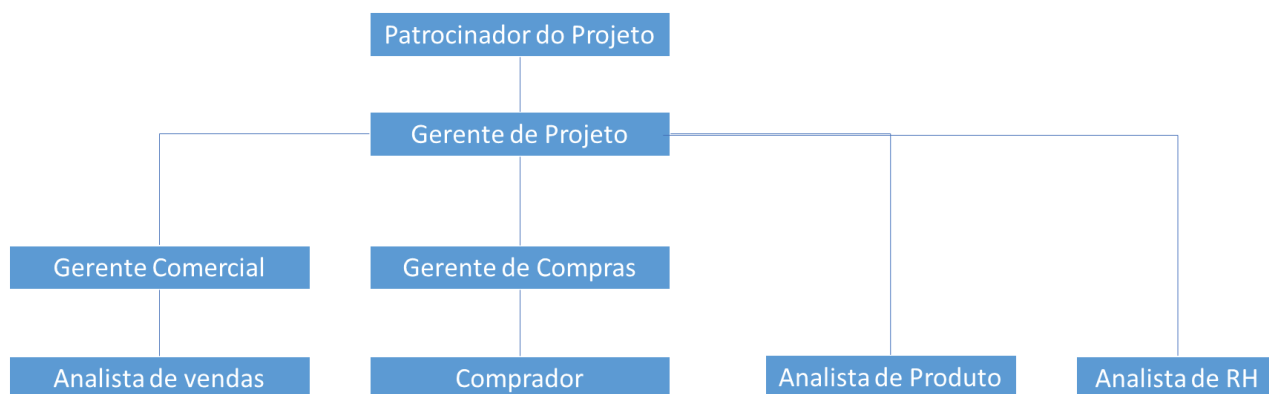 Patrocinador do Projeto
Gerente de Projeto
Gerente Comercial
Gerente de Compras
Analista de vendas
Comprador
Analista de Produto
Analista de RH